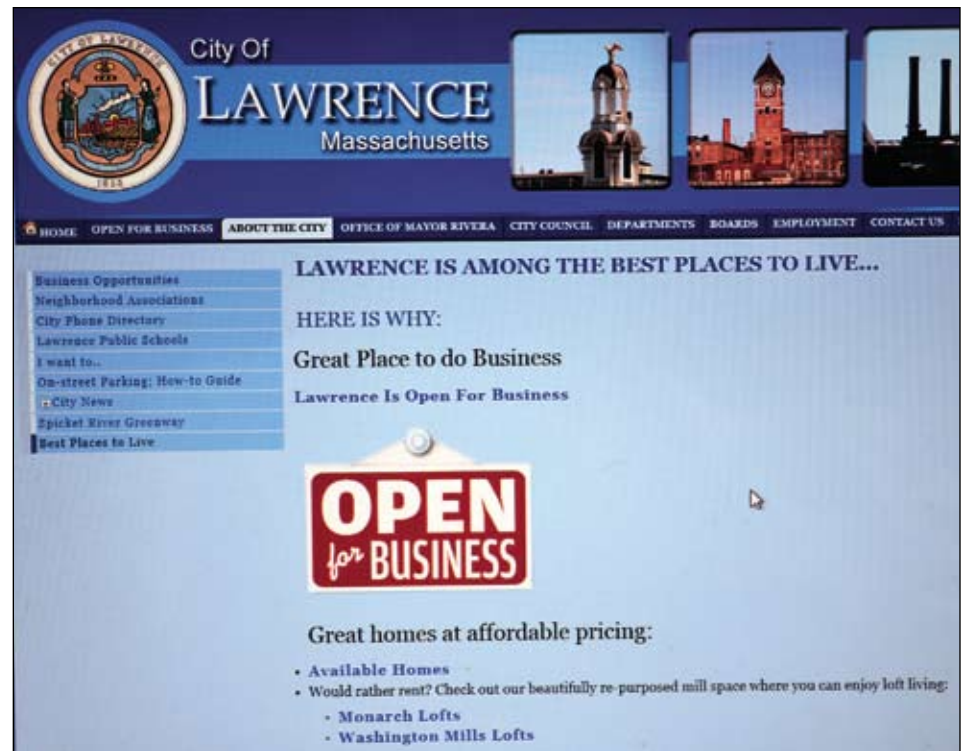 CITY OF LAWRENCE
City Of
LAWRENCE
Massachusetts
HOME OPEN FOR BUSINESS ABOUT THE CITY OFFICE OF MAYOR RIVERA CITY COUNCIL DEPARTMENTS BOARDS EMPLOYMENT CONTACT US
Business Opportunities
Neighborhood Associations
City Phone Directory
Lawrence Public Schools
I want to..
On-street Parking; How-to Guide
City News
Spicket River Greenway
Best Places to Live
LAWRENCE IS AMONG THE BEST PLACES TO LIVE...
HERE IS WHY:
Great Place to do Business
Lawrence Is Open For Business
OPEN
for BUSINESS
Great homes at affordable pricing:
• Available Homes
• Would rather rent? Check out our beautifully re-purposed mill space where you can enjoy loft living:
• Monarch Lofts
• Washington Mills Lofts